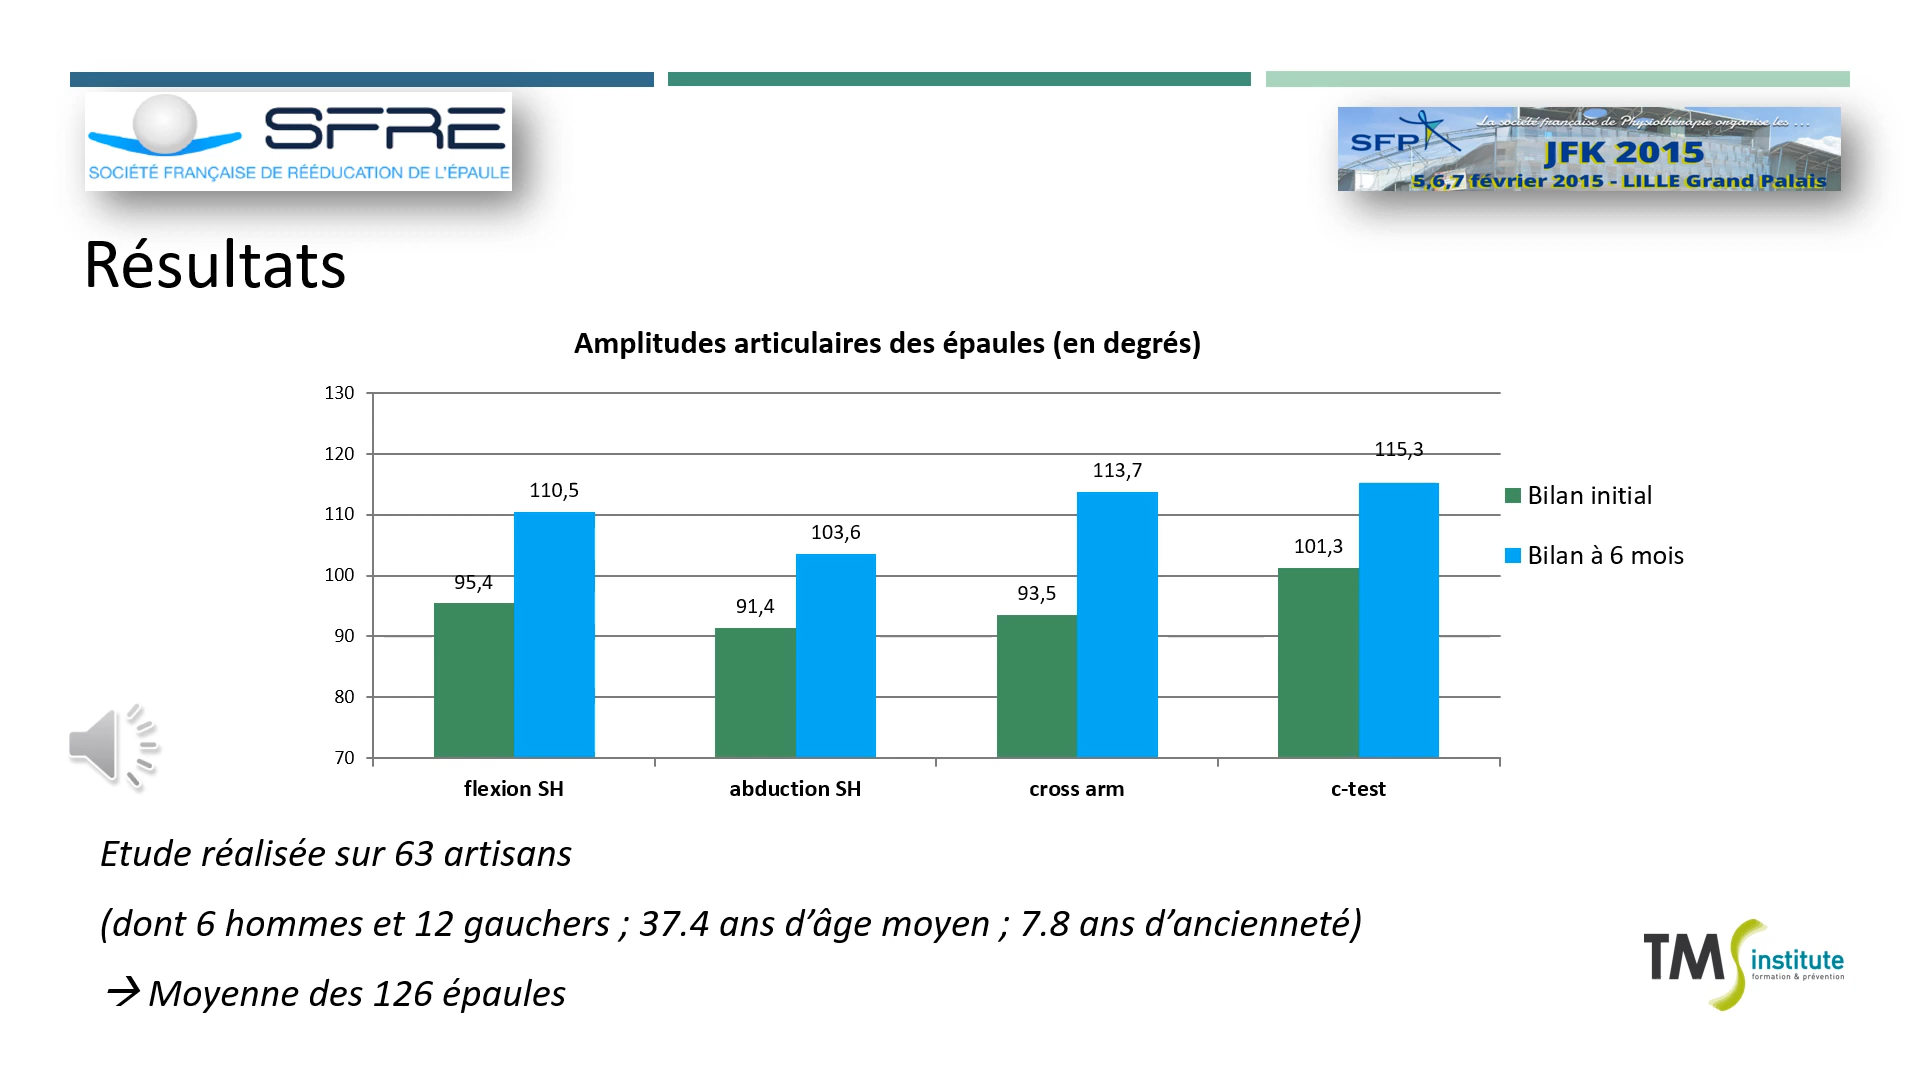 SFRE
SOCIÉTÉ FRANÇAISE DE RÉÉDUCATION DE L'ÉPAULE
La société française de Physiothérapie organise les ...
SFP
JFK 2015
5,6,7 février 2015 - LILLE Grand Palais
Résultats
Amplitudes articulaires des épaules (en degrés)
130
120
110
100
90
80
70
95,4
110,5
91,4
103,6
93,5
113,7
101,3
115,3
flexion SH
abduction SH
cross arm
c-test
Bilan initial
Bilan à 6 mois
Etude réalisée sur 63 artisans
(dont 6 hommes et 12 gauchers ; 37.4 ans d’âge moyen ; 7.8 ans d’ancienneté)
→ Moyenne des 126 épaules
TMS institute
formation & prévention